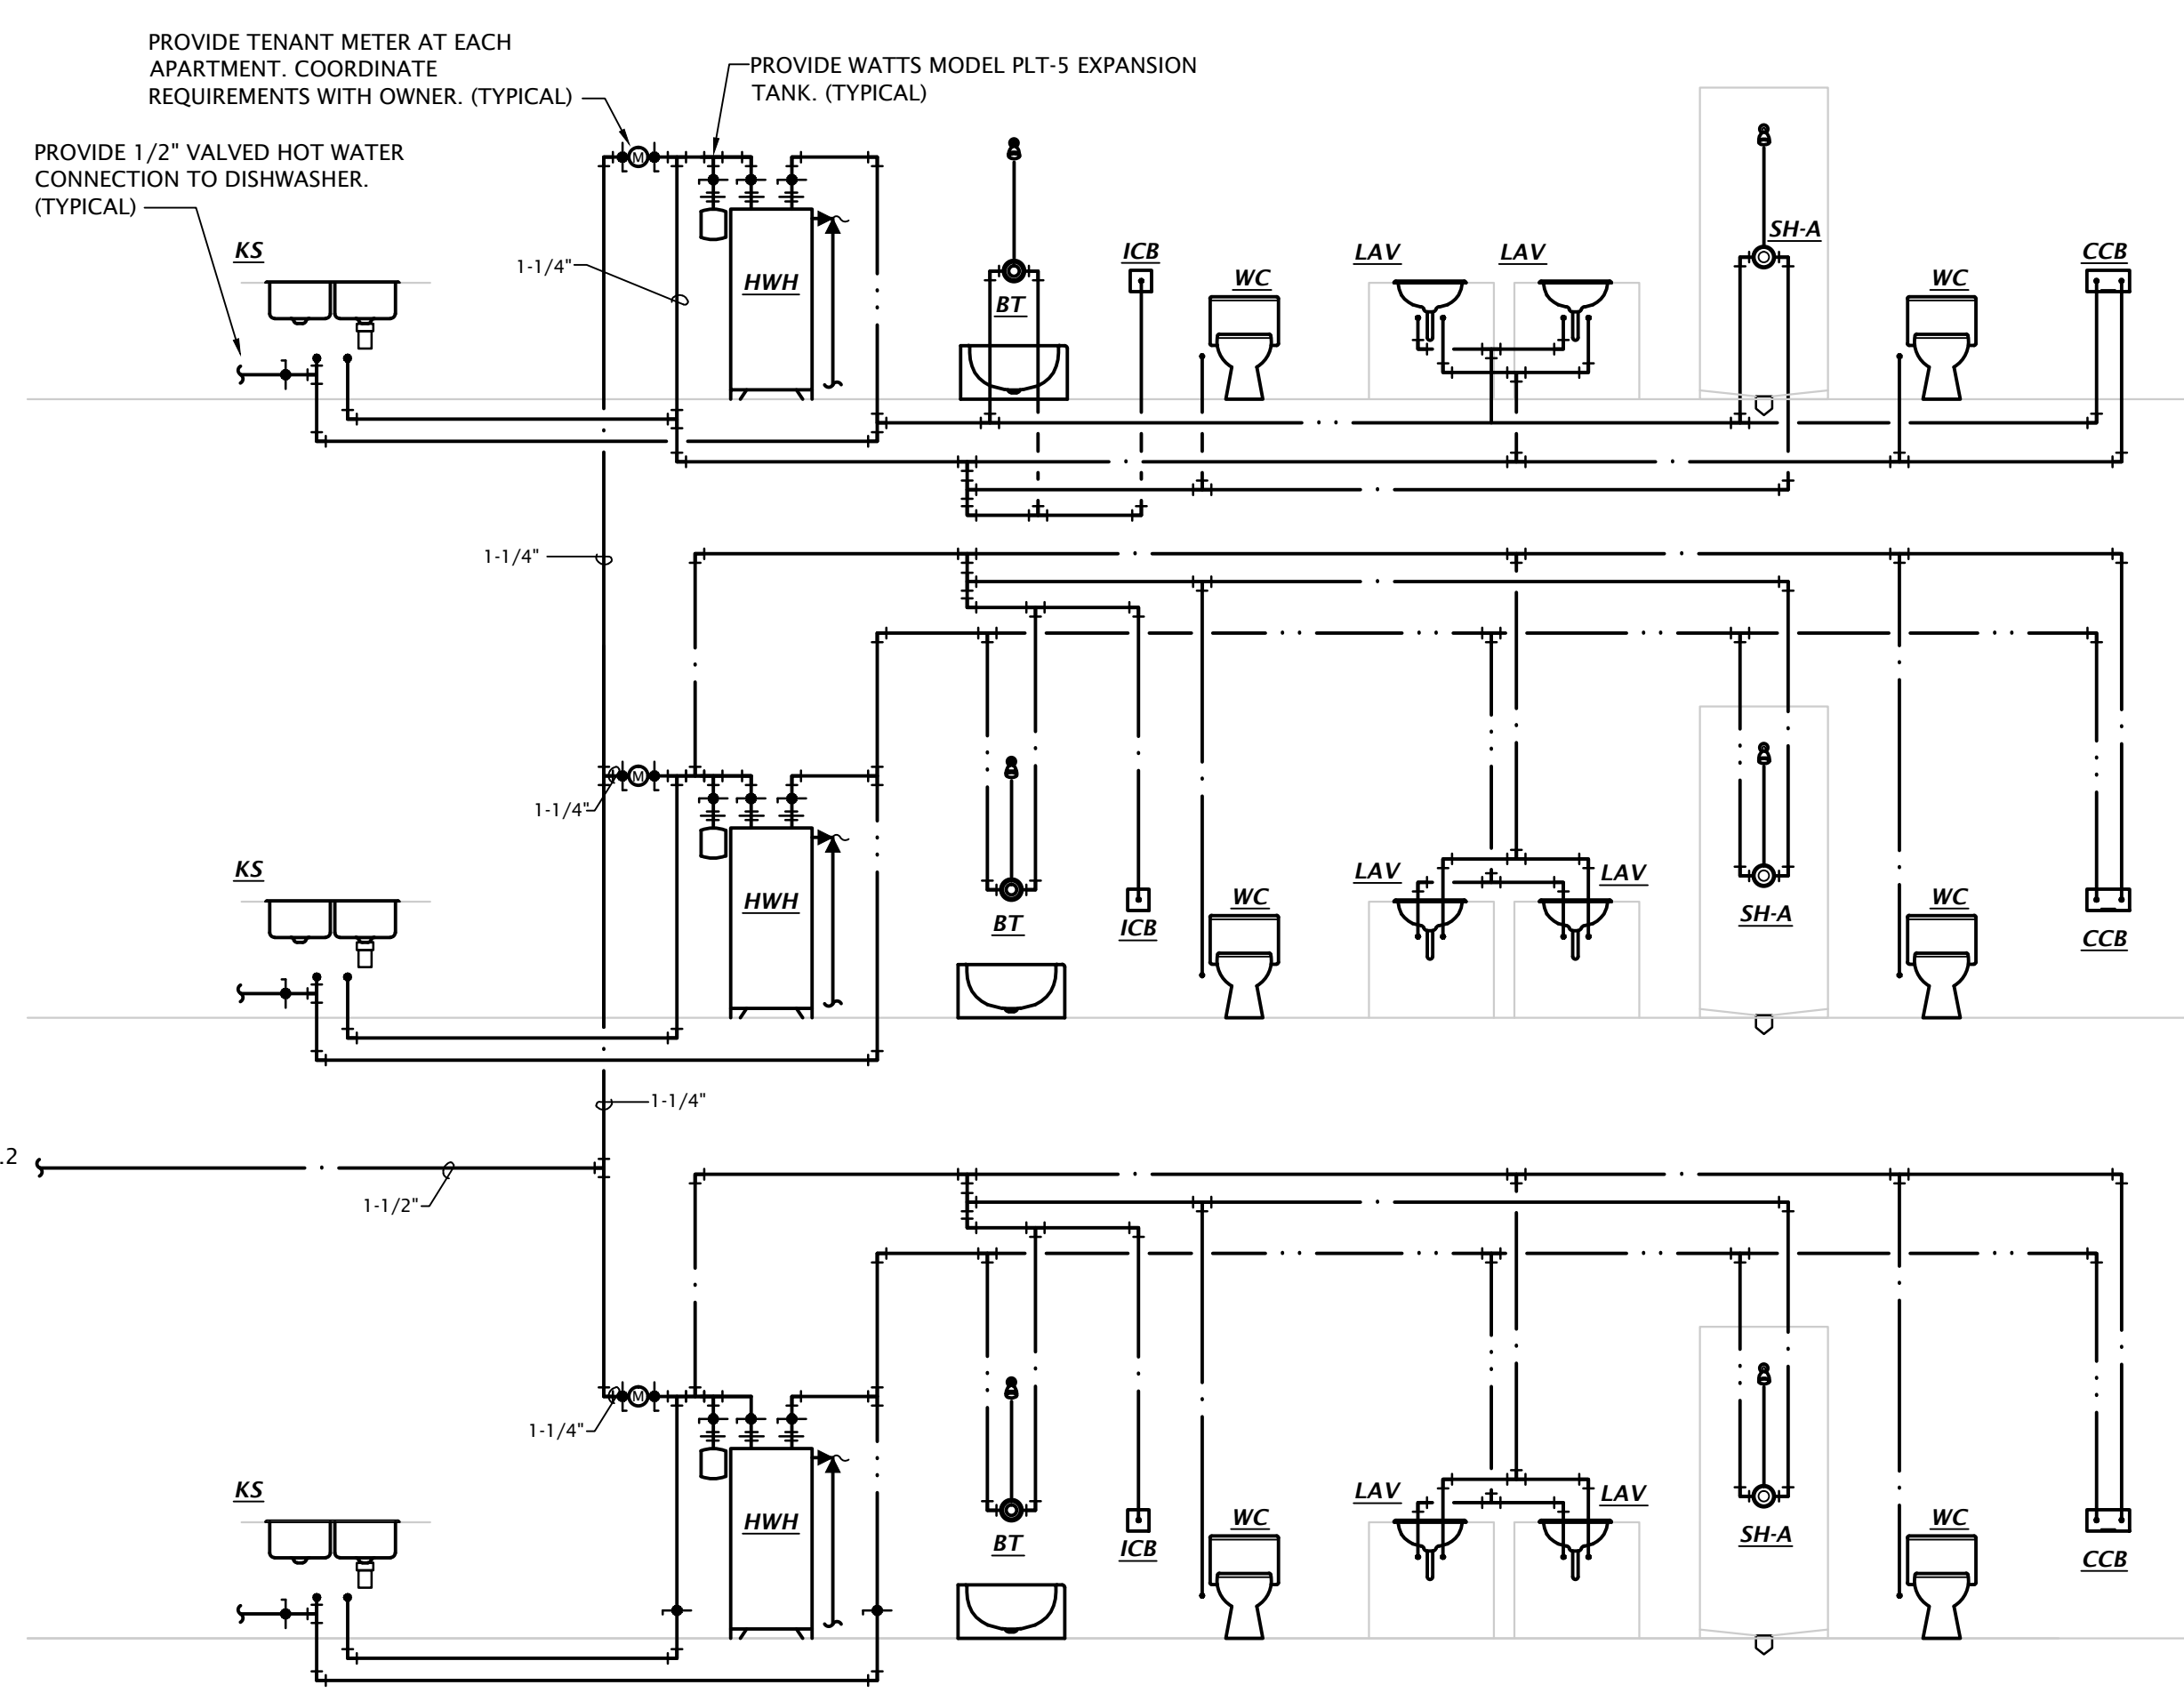 PROVIDE TENANT METER AT EACH
APARTMENT. COORDINATE
REQUIREMENTS WITH OWNER. (TYPICAL)
PROVIDE WATTS MODEL PLT-5 EXPANSION
TANK. (TYPICAL)
PROVIDE 1/2" VALVED HOT WATER
CONNECTION TO DISHWASHER.
(TYPICAL)
M
KS
1-1/4"
HWH
BT
ICB
WC
LAV
LAV
SH-A
WC
CCB
1-1/4"
M
1-1/4"
KS
HWH
BT
ICB
WC
LAV
LAV
SH-A
WC
CCB
1-1/4"
.2
1-1/2"
M
1-1/4"
KS
HWH
BT
ICB
WC
LAV
LAV
SH-A
WC
CCB